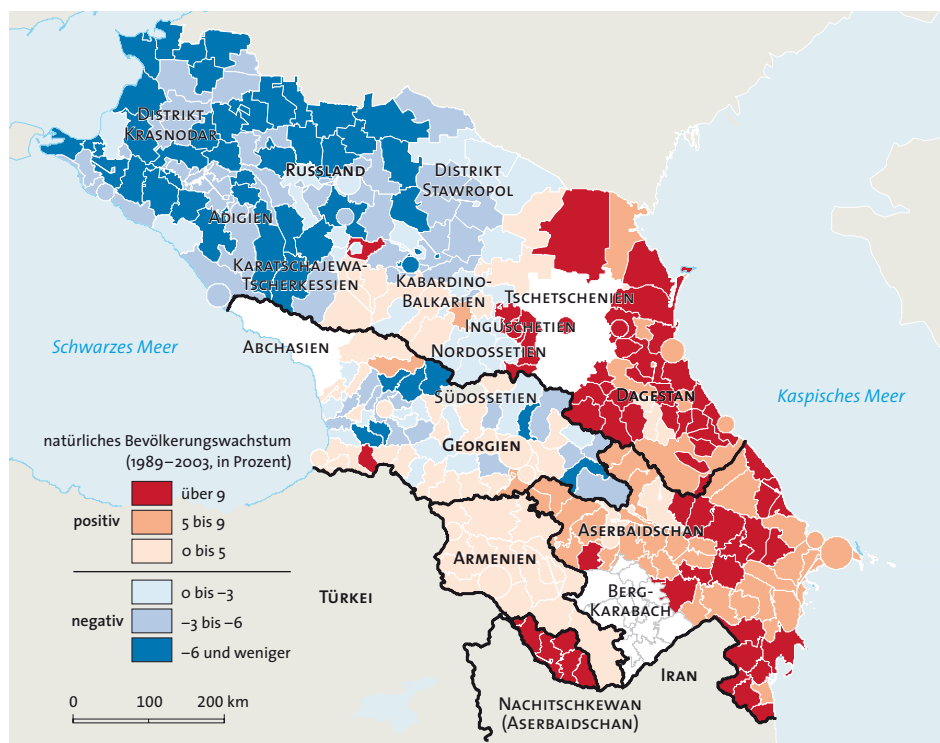 DISTRIKT
KRASNODAR
RUSSLAND
DISTRIKT
STAWROPOL
ADIGIEN
KARATSCHAJEWA-
TSCHERKESSIEN
KABARDINO-
BALKARIEN
TSCHETSCHENIEN
INGUSCHETIEN
NORDOSSETIEN
ABCHASIEN
Schwarzes Meer
SÜDOSSETIEN
DAGESTAN
Kaspisches Meer
GEORGIEN
natürliches Bevölkerungswachstum
(1989–2003, in Prozent)
positiv
über 9
5 bis 9
0 bis 5
negativ
0 bis –3
–3 bis –6
–6 und weniger
ASERBAIDSCHAN
ARMENIEN
BERG-
KARABACH
TÜRKEI
IRAN
NACHITSCHKEWAN
(ASERBAIDSCHAN)
0 100 200 km